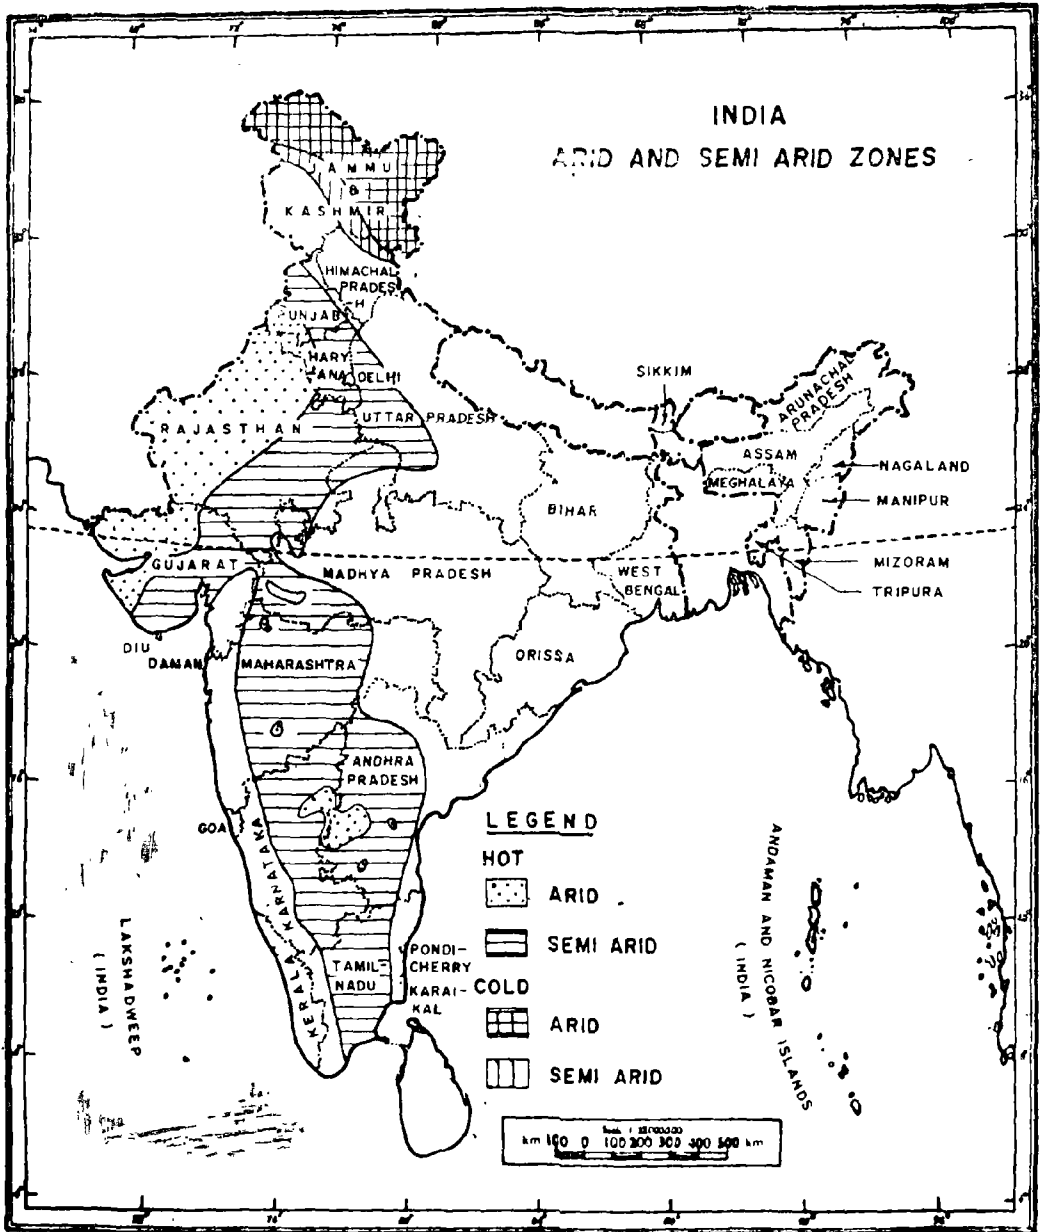 INDIA
ARID AND SEMI ARID ZONES
JAMMU
&
KASHMIR
HIMACHAL
PRADES
H
PUNJAB
HARY
ANA
DELHI
RAJASTHAN
UTTAR PRADESH
SIKKIM
ARUNACHAL
PRADESH
ASSAM
NAGALAND
MEGHALAYA
MANIPUR
BIHAR
GUJARAT
MADHYA PRADESH
WEST
BENGAL
MIZORAM
TRIPURA
DIU
DAMAN
MAHARASHTRA
ORISSA
ANDHRA
PRADESH
GOA
KARNATAKA
KERALA
TAMIL-
NADU
PONDI-
CHERRY
KARAI-
KAL
LAKSHADWEEP
( INDIA )
ANDAMAN AND NICOBAR ISLANDS
( INDIA )
LEGEND
HOT
ARID
SEMI ARID
COLD
ARID
SEMI ARID
km 100 0 100 200 300 400 500 km